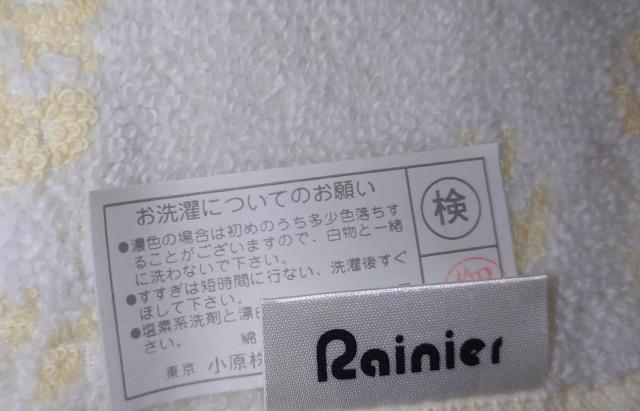 お洗濯についてのお願い
●濃色の場合は初めのうち多少色落ちす
ることがございますので、白物と一緒
に洗わないで下さい。
●すすぎは短時間に行ない、洗濯後すぐ
ほして下さい。
●塩素系洗剤と濃
さい。
綿
東京 小原株
検
Rainier